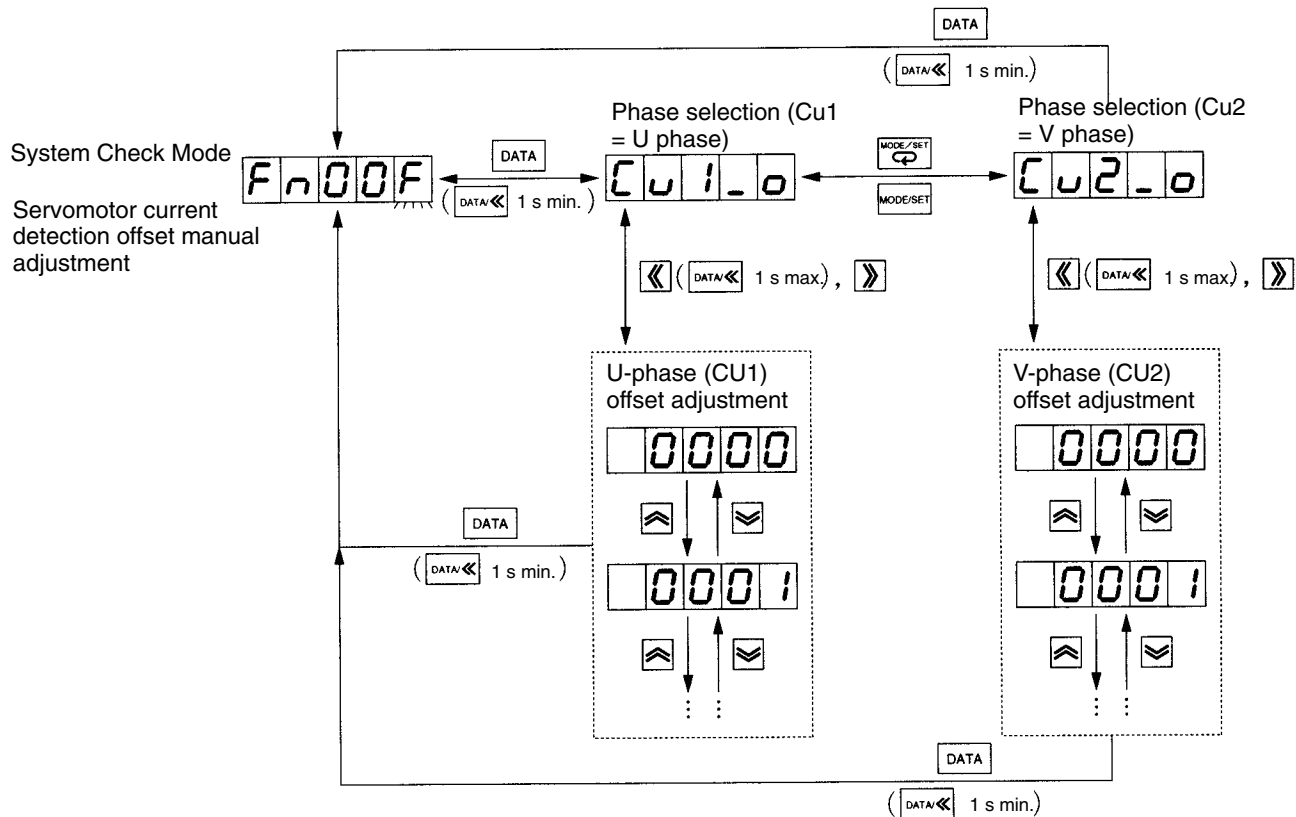 DATA
(DATA/≪ 1 s min.)
Phase selection (Cu1
= U phase)
Phase selection (Cu2
= V phase)
System Check Mode
Fn00F
DATA
(DATA/≪ 1 s min.)
Cu1_o
MODE/SET
MODE/SET
Cu2_o
Servomotor current
detection offset manual
adjustment
≪ (DATA/≪ 1 s max.), ≫
≪ (DATA/≪ 1 s max.), ≫
U-phase (CU1)
offset adjustment
0000
0001
⋮ ⋮
V-phase (CU2)
offset adjustment
0000
0001
⋮ ⋮
DATA
(DATA/≪ 1 s min.)
DATA
(DATA/≪ 1 s min.)